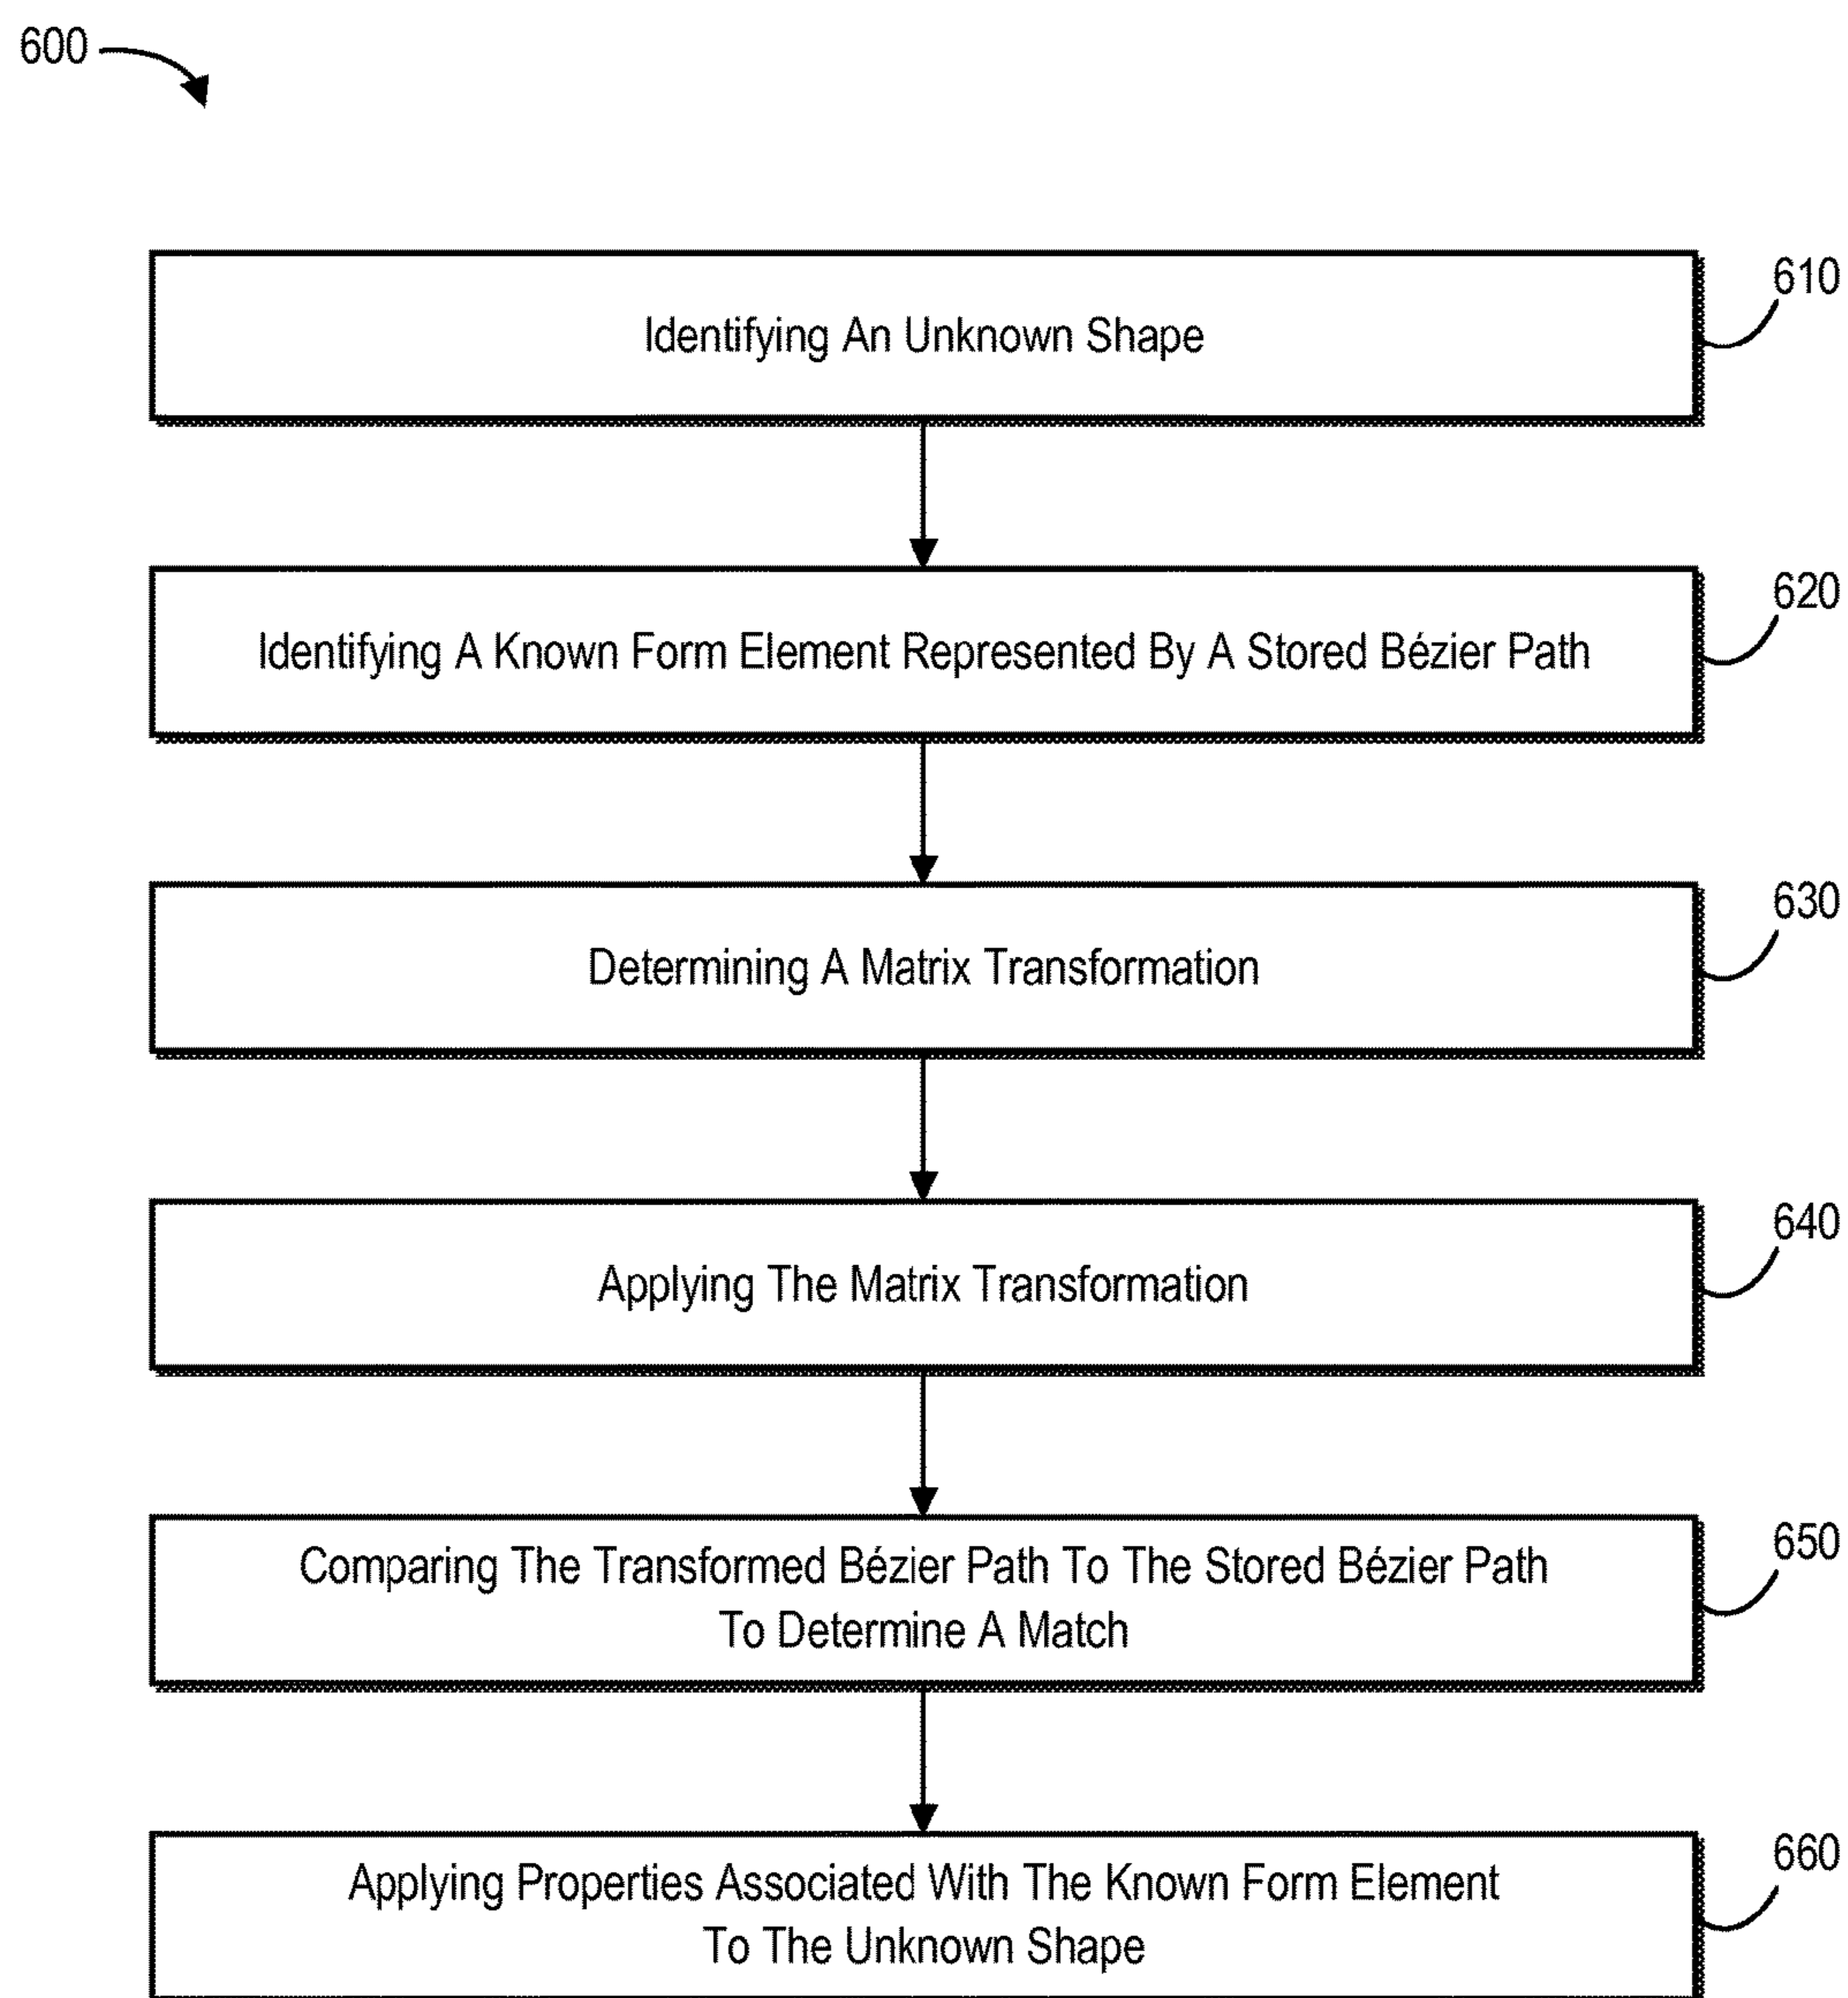 600
610
Identifying An Unknown Shape
620
Identifying A Known Form Element Represented By A Stored Bézier Path
630
Determining A Matrix Transformation
640
Applying The Matrix Transformation
650
Comparing The Transformed Bézier Path To The Stored Bézier Path
To Determine A Match
660
Applying Properties Associated With The Known Form Element
To The Unknown Shape